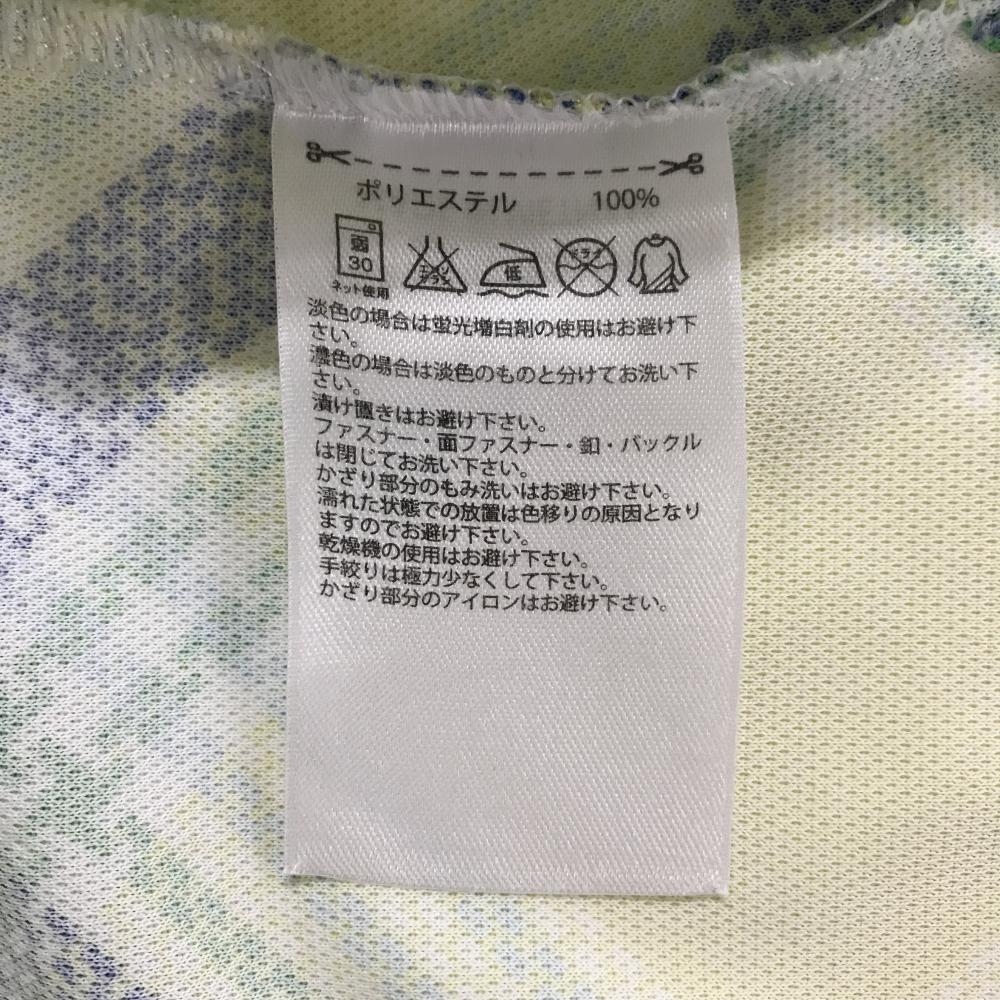 ポリエステル 100%
弱 30 エンソサラシ 低 ドライ
ネット使用
淡色の場合は蛍光増白剤の使用はお避け下
さい。
濃色の場合は淡色のものと分けてお洗い下
さい。
漬け置きはお避け下さい。
ファスナー・面ファスナー・釦・バックル
は閉じてお洗い下さい。
かざり部分のもみ洗いはお避け下さい。
濡れた状態での放置は色移りの原因となり
ますのでお避け下さい。
乾燥機の使用はお避け下さい。
手絞りは極力少なくして下さい。
かざり部分のアイロンはお避け下さい。